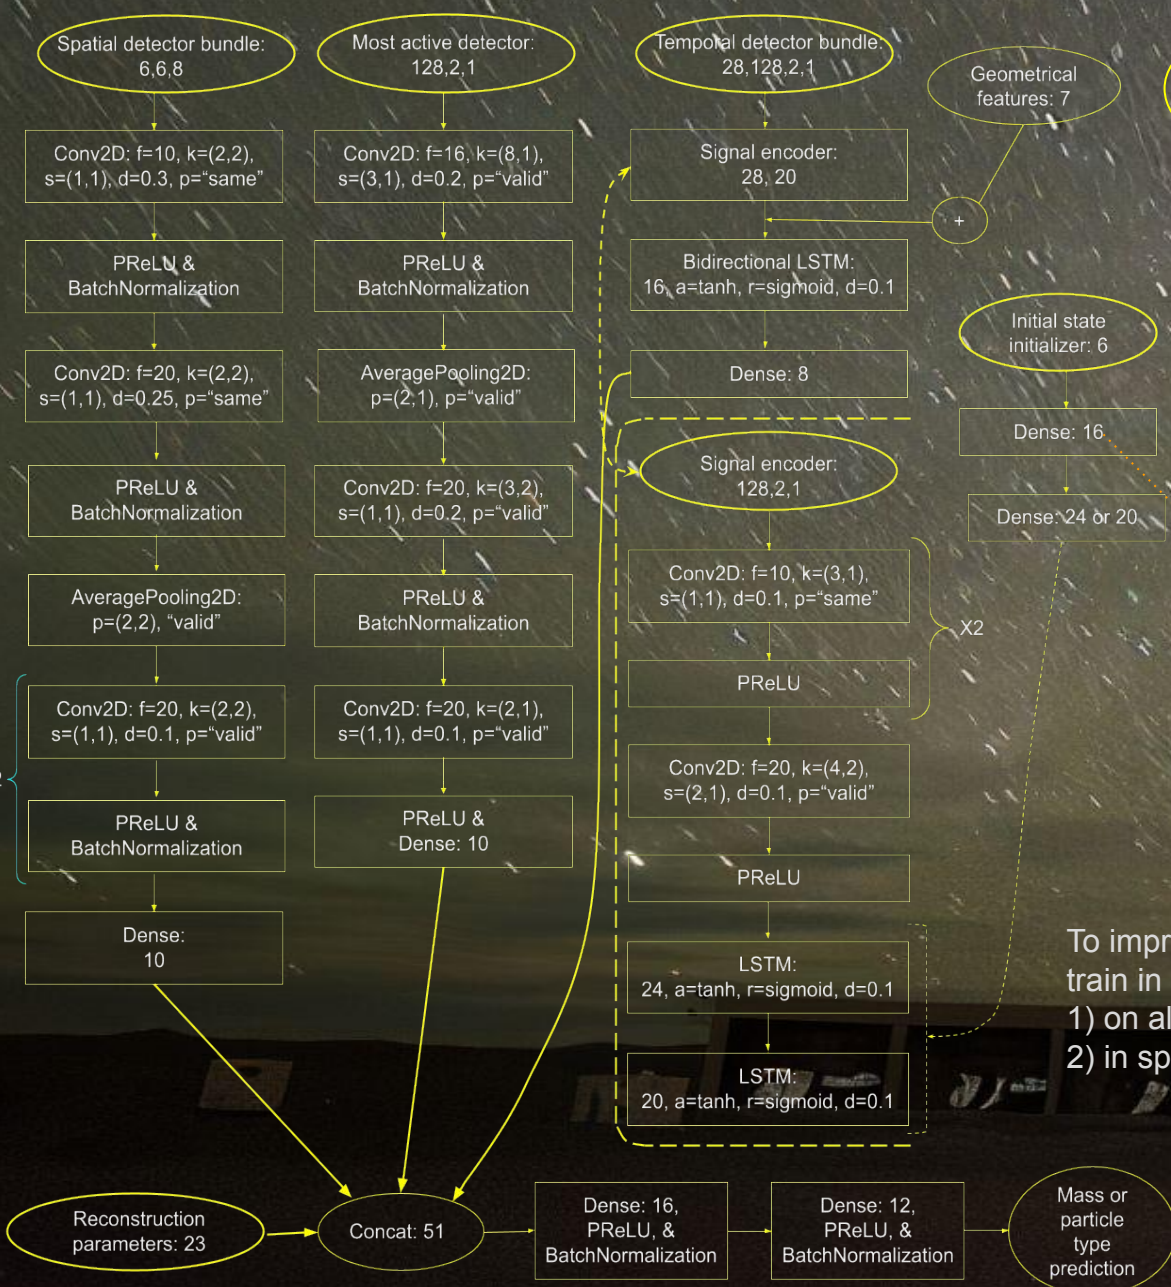 Spatial detector bundle:
6,6,8
Conv2D: f=10, k=(2,2),
s=(1,1), d=0.3, p=“same”
PReLU &
BatchNormalization
Conv2D: f=20, k=(2,2),
s=(1,1), d=0.25, p=“same”
PReLU &
BatchNormalization
AveragePooling2D:
p=(2,2), “valid”
Conv2D: f=20, k=(2,2),
s=(1,1), d=0.1, p=“valid”
PReLU &
BatchNormalization
Dense:
10
Most active detector:
128,2,1
Conv2D: f=16, k=(8,1),
s=(3,1), d=0.2, p=“valid”
PReLU &
BatchNormalization
AveragePooling2D:
p=(2,1), p=“valid”
Conv2D: f=20, k=(3,2),
s=(1,1), d=0.2, p=“valid”
PReLU &
BatchNormalization
Conv2D: f=20, k=(2,1),
s=(1,1), d=0.1, p=“valid”
PReLU &
Dense: 10
Temporal detector bundle:
28,128,2,1
Signal encoder:
28, 20
Bidirectional LSTM:
16, a=tanh, r=sigmoid, d=0.1
Dense: 8
Signal encoder:
128,2,1
Conv2D: f=10, k=(3,1),
s=(1,1), d=0.1, p=“same”
PReLU
X2
Conv2D: f=20, k=(4,2),
s=(2,1), d=0.1, p=“valid”
PReLU
LSTM:
24, a=tanh, r=sigmoid, d=0.1
LSTM:
20, a=tanh, r=sigmoid, d=0.1
Geometrical
features: 7
+
Initial state
initializer: 6
Dense: 16
Dense: 24 or 20
To impr
train in
1) on al
2) in sp
Reconstruction
parameters: 23
Concat: 51
Dense: 16,
PReLU, &
BatchNormalization
Dense: 12,
PReLU, &
BatchNormalization
Mass or
particle
type
prediction